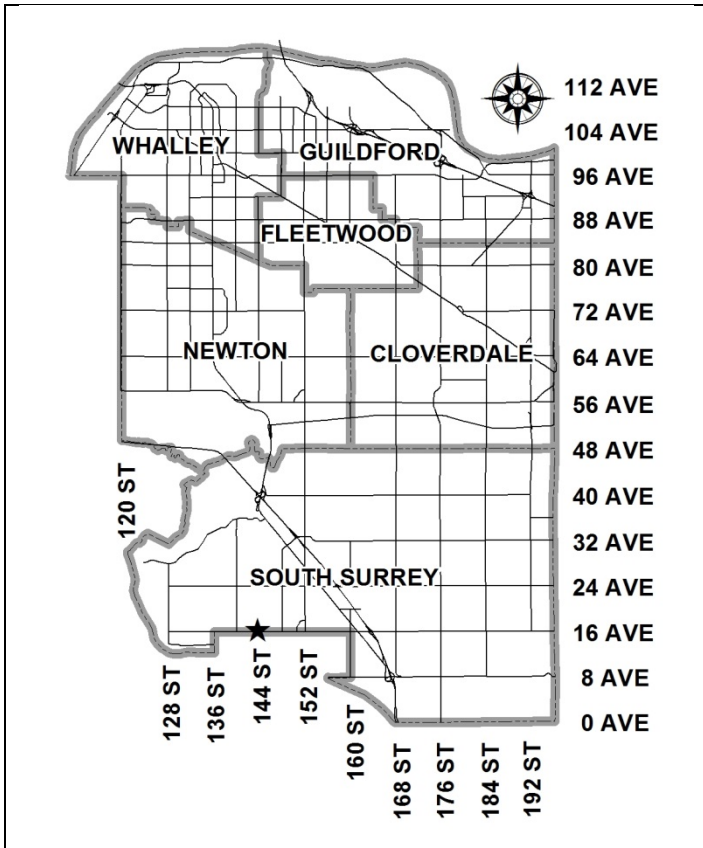 112 AVE
104 AVE
WHALLEY
GUILDFORD
96 AVE
88 AVE
FLEETWOOD
80 AVE
72 AVE
NEWTON
CLOVERDALE
64 AVE
56 AVE
48 AVE
120 ST
40 AVE
32 AVE
SOUTH SURREY
24 AVE
16 AVE
128 ST
136 ST
144 ST
152 ST
8 AVE
160 ST
0 AVE
168 ST
176 ST
184 ST
192 ST